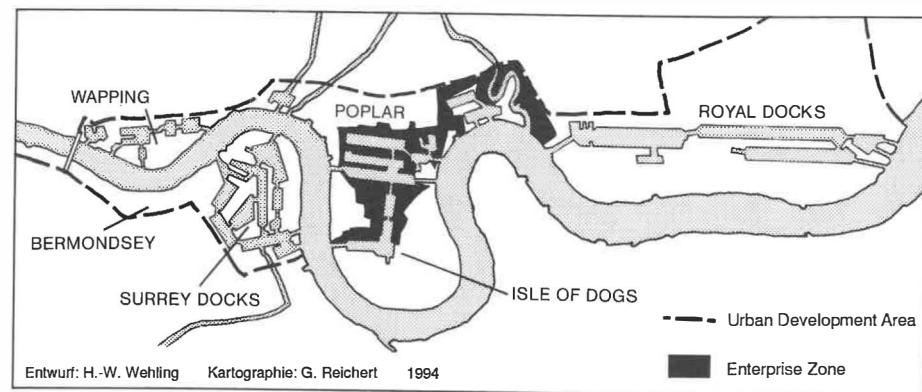 WAPPING
POPLAR
ROYAL DOCKS
BERMONDSEY
SURREY DOCKS
ISLE OF DOGS
Urban Development Area
Enterprise Zone
Entwurf: H.-W. Wehling Kartographie: G. Reichert 1994